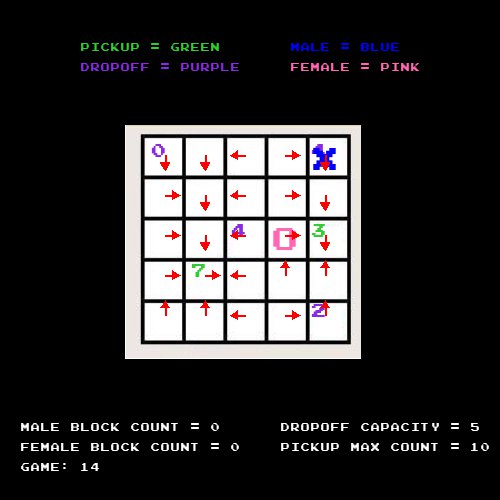 PICKUP = GREEN MALE = BLUE
DROPOFF = PURPLE FEMALE = PINK
0
4 3
7
2
MALE BLOCK COUNT = 0 DROPOFF CAPACITY = 5
FEMALE BLOCK COUNT = 0 PICKUP MAX COUNT = 10
GAME: 14